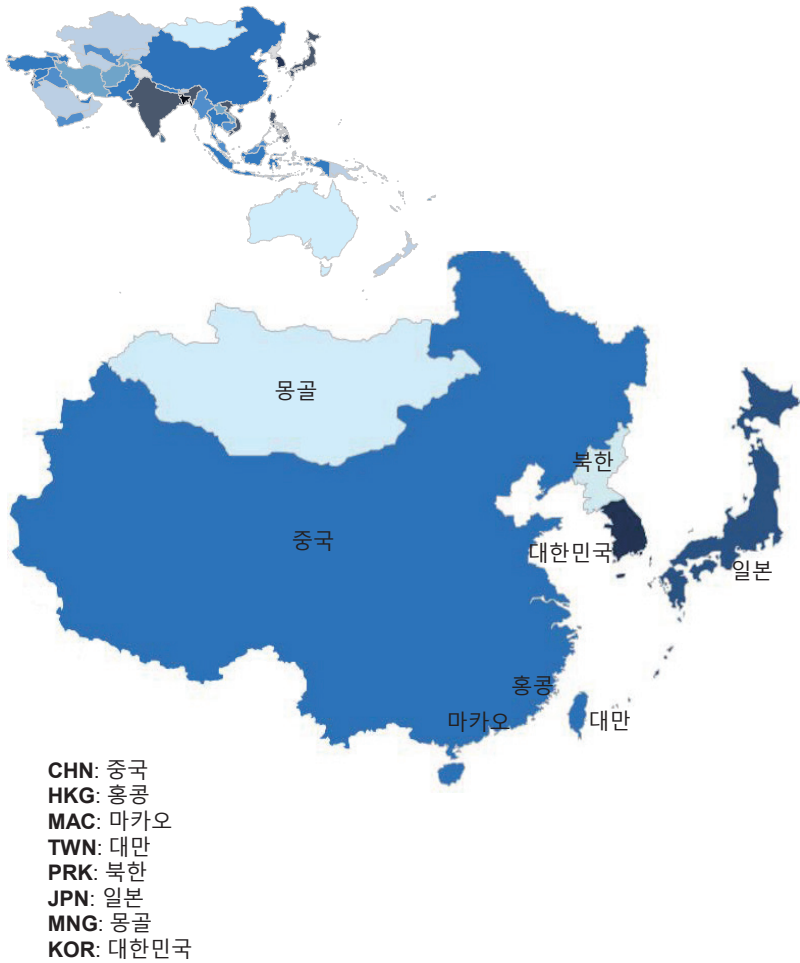 몽골
북한
중국
대한민국
일본
홍콩
마카오
대만
CHN: 중국
HKG: 홍콩
MAC: 마카오
TWN: 대만
PRK: 북한
JPN: 일본
MNG: 몽골
KOR: 대한민국